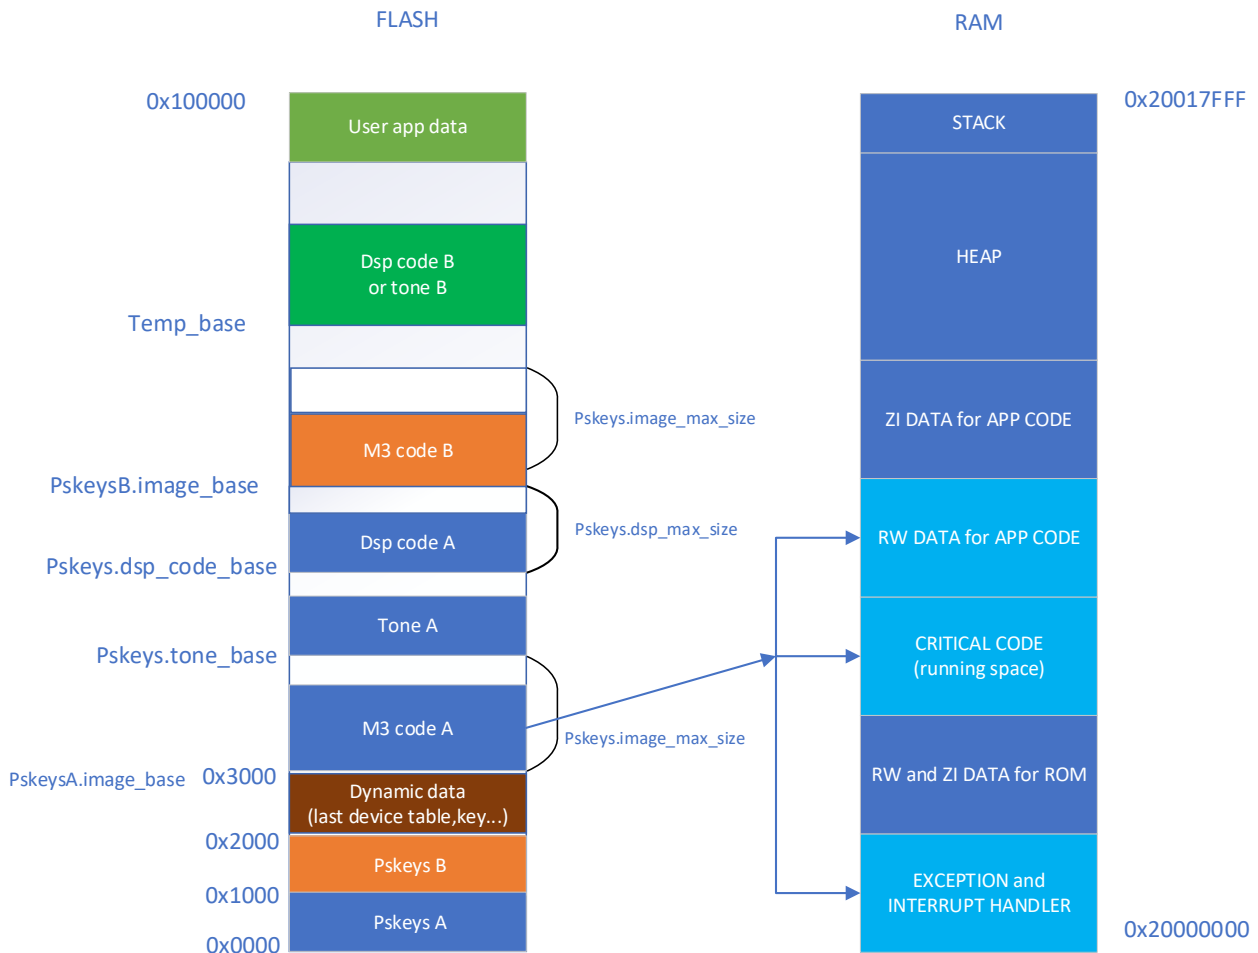 FLASH
RAM
0x100000
User app data
Dsp code B
or tone B
Temp_base
Pskeys.image_max_size
M3 code B
PskeysB.image_base
Pskeys.dsp_max_size
Dsp code A
Pskeys.dsp_code_base
Tone A
Pskeys.tone_base
M3 code A
Pskeys.image_max_size
PskeysA.image_base
0x3000
Dynamic data
(last device table,key...)
0x2000
Pskeys B
0x1000
Pskeys A
0x0000
0x20017FFF
STACK
HEAP
ZI DATA for APP CODE
RW DATA for APP CODE
CRITICAL CODE
(running space)
RW and ZI DATA for ROM
EXCEPTION and
INTERRUPT HANDLER
0x20000000